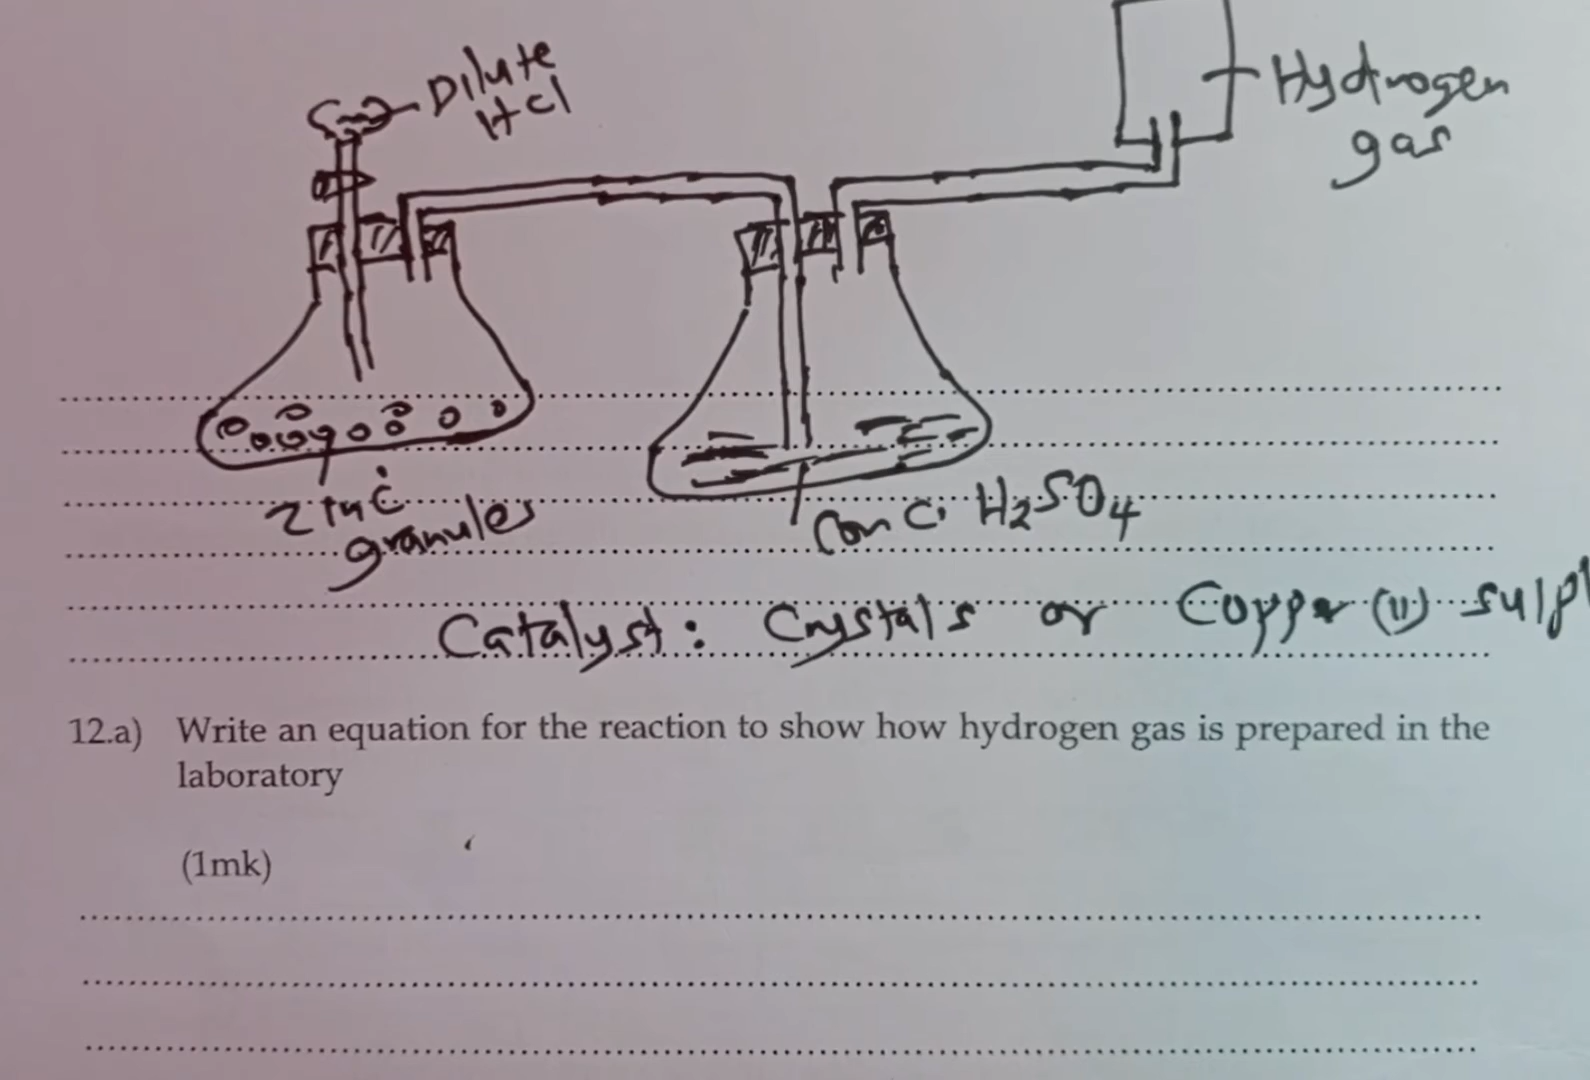 Dilute
HCl
Hydrogen
gas
Zinc
granules
Conc. H₂SO₄
Catalyst: Crystals or Copper (II) sulp
12.a) Write an equation for the reaction to show how hydrogen gas is prepared in the
laboratory
(1mk)